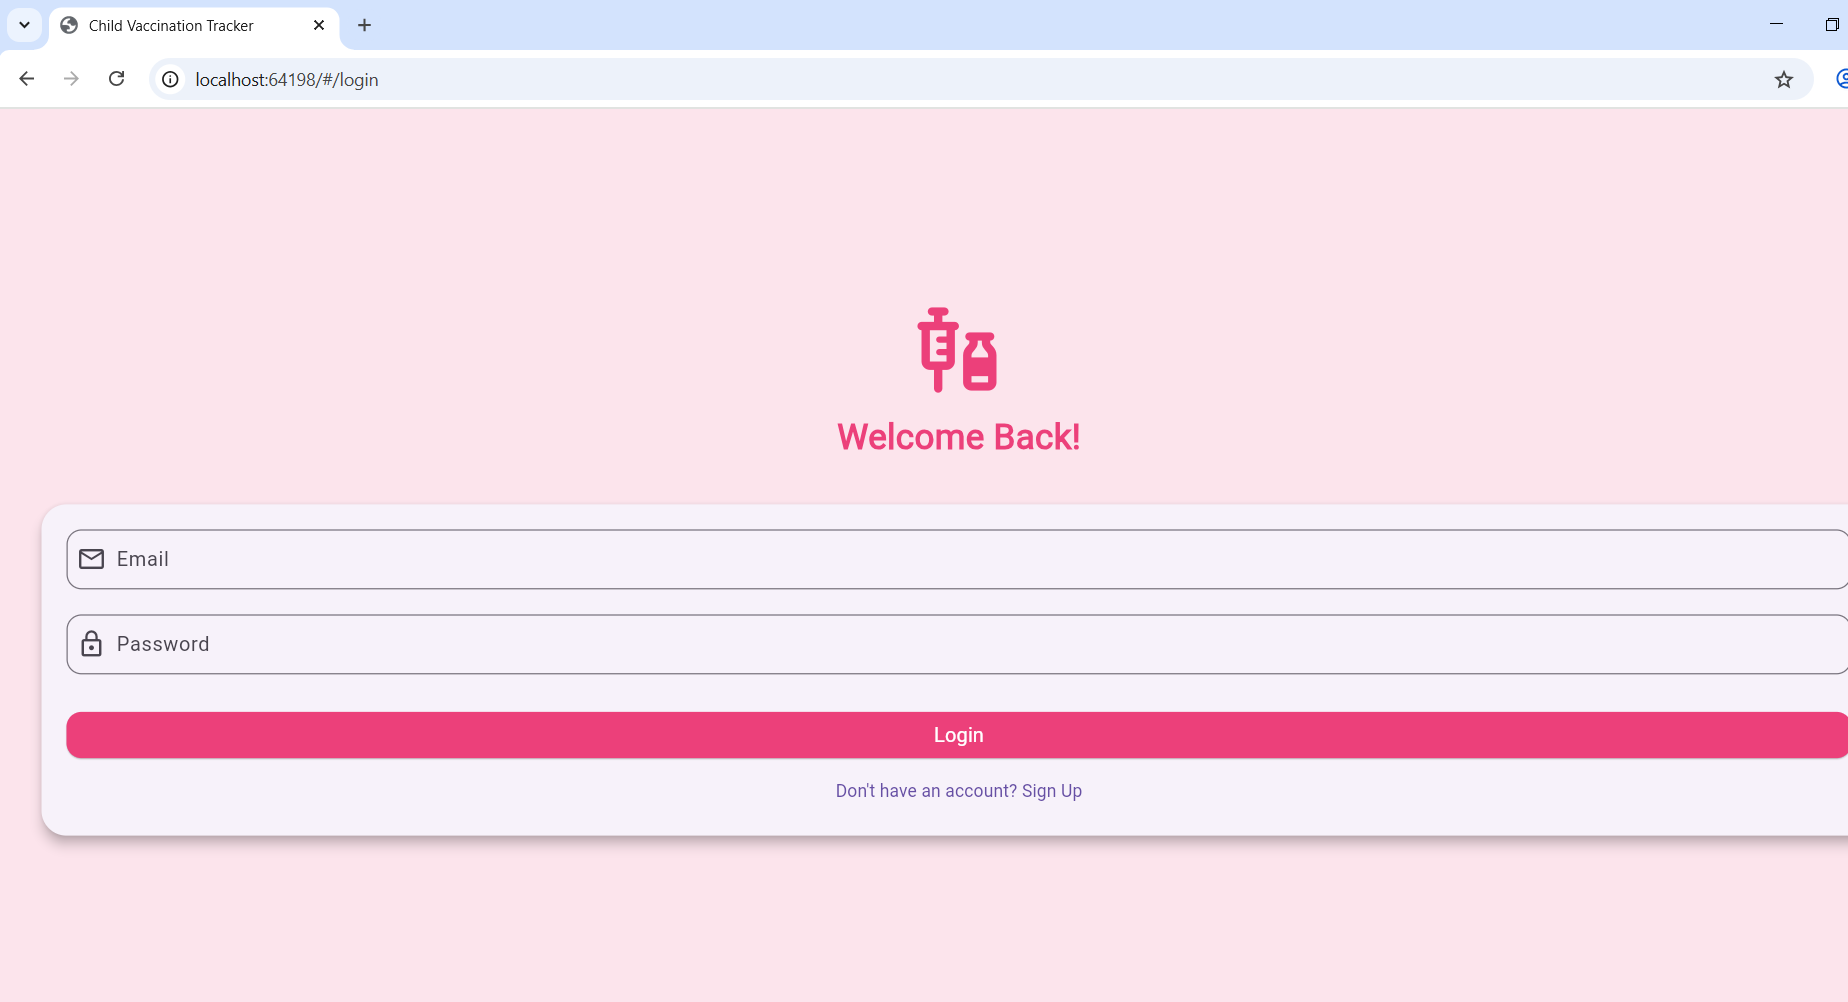 Child Vaccination Tracker
localhost:64198/#/login
Welcome Back!
Email
Password
Login
Don't have an account? Sign Up